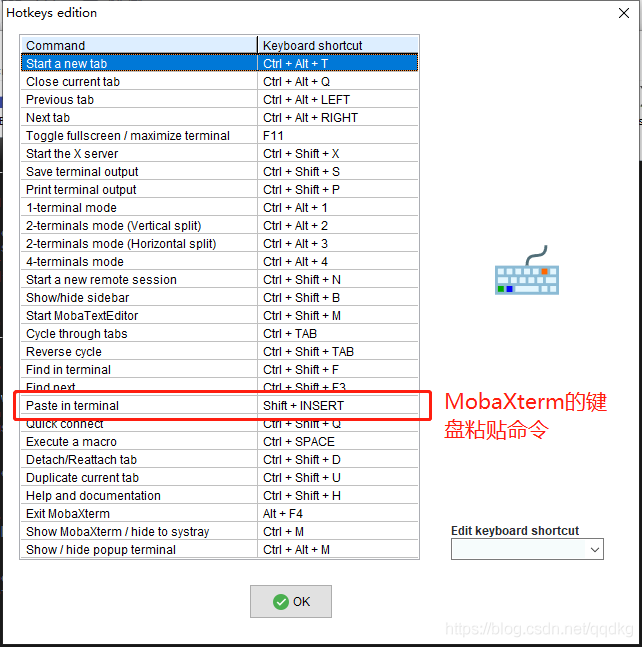 Hotkeys edition
Command Keyboard shortcut
Start a new tab Ctrl + Alt + T
Close current tab Ctrl + Alt + Q
Previous tab Ctrl + Alt + LEFT
Next tab Ctrl + Alt + RIGHT
Toggle fullscreen / maximize terminal F11
Start the X server Ctrl + Shift + X
Save terminal output Ctrl + Shift + S
Print terminal output Ctrl + Shift + P
1-terminal mode Ctrl + Alt + 1
2-terminals mode (Vertical split) Ctrl + Alt + 2
2-terminals mode (Horizontal split) Ctrl + Alt + 3
4-terminals mode Ctrl + Alt + 4
Start a new remote session Ctrl + Shift + N
Show/hide sidebar Ctrl + Shift + B
Start MobaTextEditor Ctrl + Shift + M
Cycle through tabs Ctrl + TAB
Reverse cycle Ctrl + Shift + TAB
Find in terminal Ctrl + Shift + F
Find next Ctrl + Shift + F3
Paste in terminal Shift + INSERT
Quick connect Ctrl + Shift + Q
Execute a macro Ctrl + SPACE
Detach/Reattach tab Ctrl + Shift + D
Duplicate current tab Ctrl + Shift + U
Help and documentation Ctrl + Shift + H
Exit MobaXterm Alt + F4
Show MobaXterm / hide to systray Ctrl + M
Show / hide popup terminal Ctrl + Alt + M
MobaXterm的键
盘粘贴命令
Edit keyboard shortcut
OK
https://blog.csdn.net/qqdkg